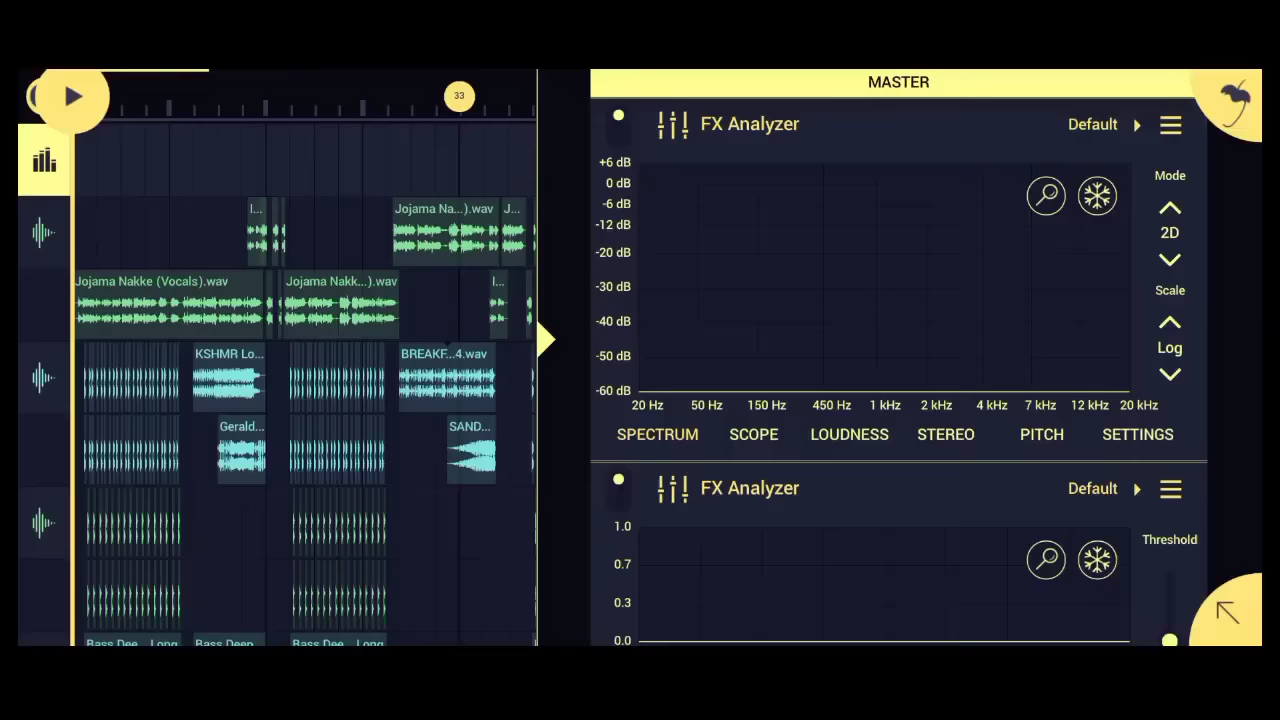 33
I...
Jojama Na...).wav
J...
Jojama Nakke (Vocals).wav
Jojama Nakk...).wav
I...
KSHMR Lo...
BREAKF...4.wav
Gerald...
SAND...
Bass Dee... Long
Bass Deep
Bass Dee... Long
MASTER
FX Analyzer
Default
+6 dB
0 dB
-6 dB
-12 dB
-20 dB
-30 dB
-40 dB
-50 dB
-60 dB
20 Hz 50 Hz 150 Hz 450 Hz 1 kHz 2 kHz 4 kHz 7 kHz 12 kHz 20 kHz
Mode
2D
Scale
Log
SPECTRUM SCOPE LOUDNESS STEREO PITCH SETTINGS
FX Analyzer
Default
1.0
0.7
0.3
0.0
Threshold